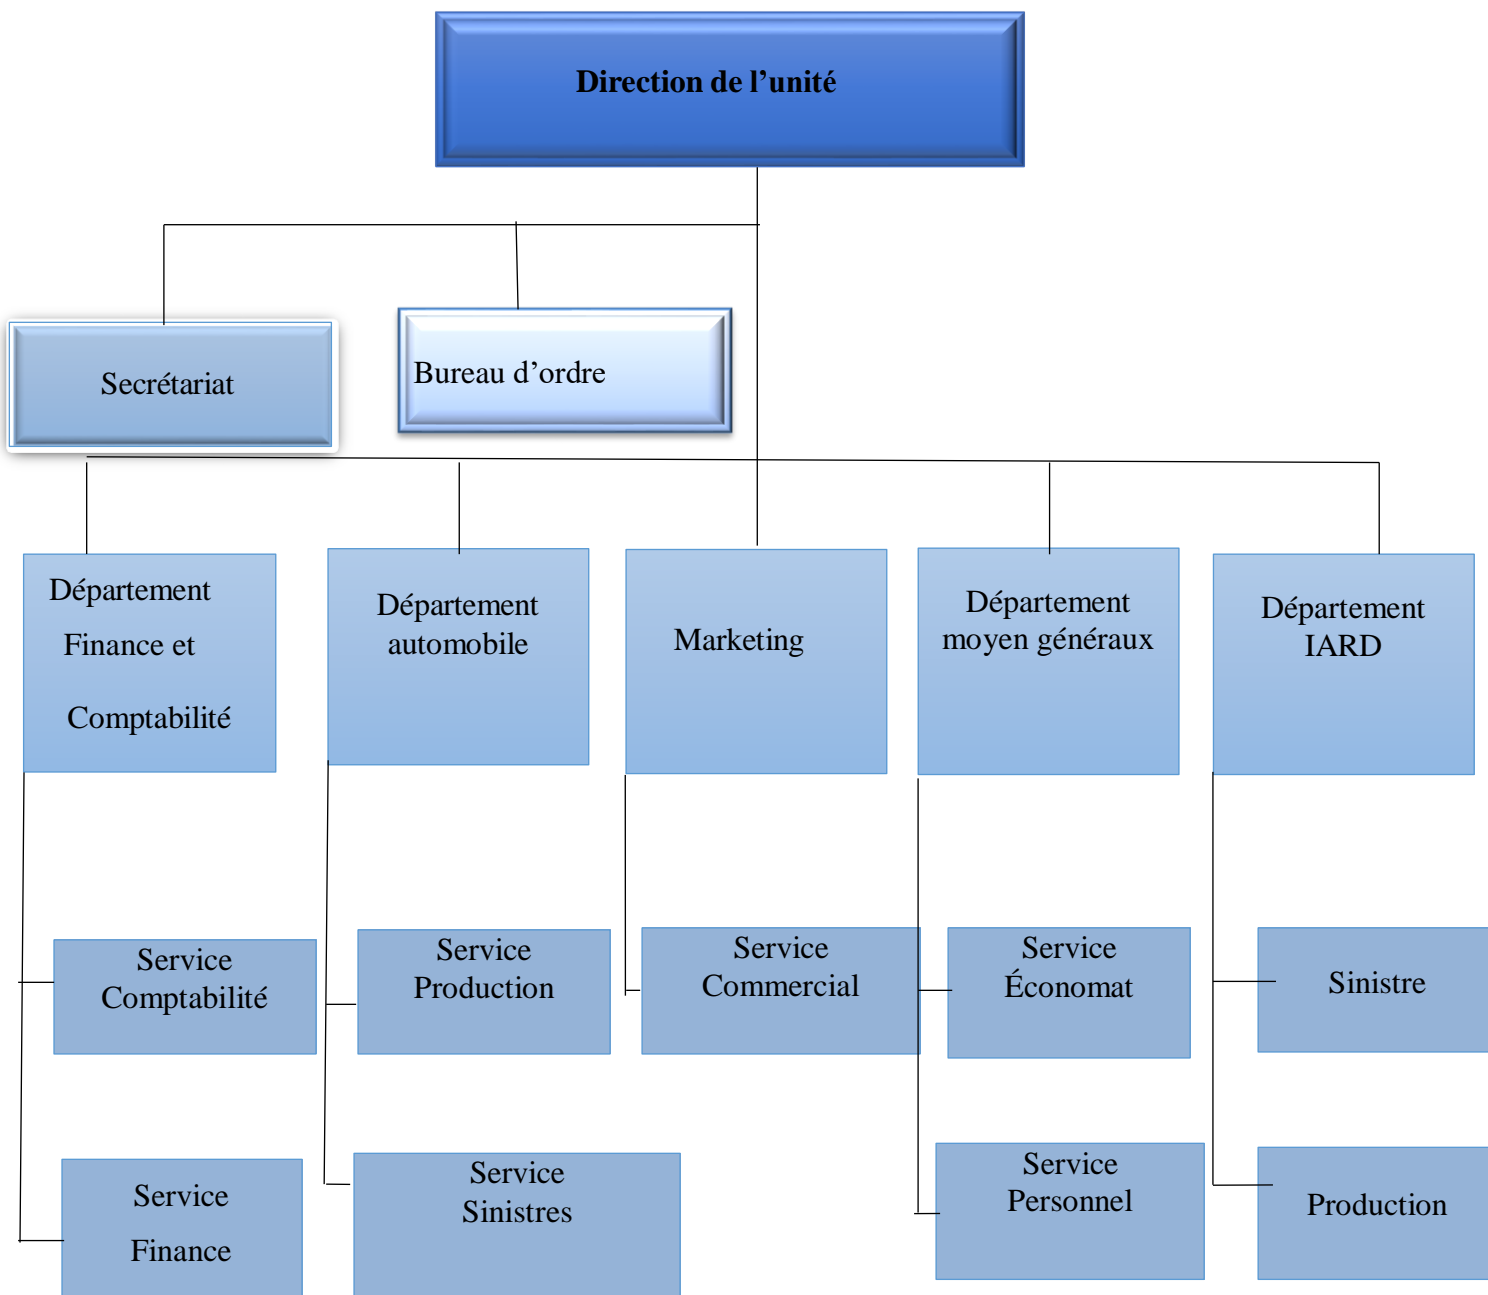 Direction de l’unité
Secrétariat
Bureau d’ordre
Département
Finance et
Comptabilité
Département
automobile
Marketing
Département
moyen généraux
Département
IARD
Service
Comptabilité
Service
Production
Service
Commercial
Service
Économat
Sinistre
Service
Finance
Service
Sinistres
Service
Personnel
Production